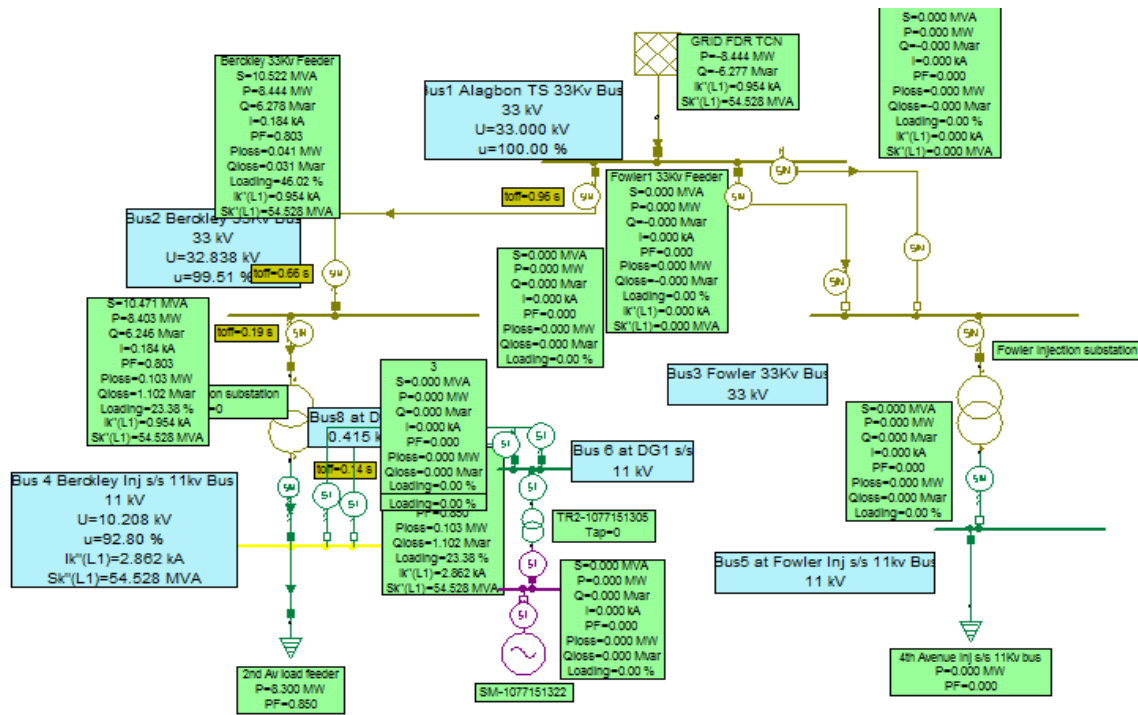 S=0.000 MVA
P=0.000 MW
Q=-0.000 Mvar
I=0.000 kA
PF=0.000
Ploss=0.000 MW
Qloss=-0.000 Mvar
Loading=0.00 %
Ik"(L1)=0.000 kA
Sk"(L1)=0.000 MVA
GRID FDR TCN
P=-8.444 MW
Q=-6.277 Mvar
Ik"(L1)=0.954 kA
Sk"(L1)=54.528 MVA
Berckley 33Kv Feeder
S=10.522 MVA
P=8.444 MW
Q=6.278 Mvar
I=0.184 kA
PF=0.803
Ploss=0.041 MW
Qloss=0.031 Mvar
Loading=46.02 %
Ik"(L1)=0.954 kA
Sk"(L1)=54.528 MVA
Bus1 Alagbon TS 33Kv Bus
33 kV
U=33.000 kV
u=100.00 %
toff=0.96 s
Fowler1 33Kv Feeder
S=0.000 MVA
P=0.000 MW
Q=-0.000 Mvar
I=0.000 kA
PF=0.000
Ploss=0.000 MW
Qloss=-0.000 Mvar
Loading=0.00 %
Ik"(L1)=0.000 kA
Sk"(L1)=0.000 MVA
Bus2 Berckley 33Kv Bus
33 kV
U=32.838 kV
u=99.51 %
toff=0.66 s
S=0.000 MVA
P=0.000 MW
Q=0.000 Mvar
I=0.000 kA
PF=0.000
Ploss=0.000 MW
Qloss=0.000 Mvar
Loading=0.00 %
S=10.471 MVA
P=8.403 MW
Q=6.246 Mvar
I=0.184 kA
PF=0.803
Ploss=0.103 MW
Qloss=1.102 Mvar
Loading=23.38 %
Ik"(L1)=0.954 kA
Sk"(L1)=54.528 MVA
toff=0.19 s
on substation
=0
Fowler injection substation
Bus3 Fowler 33Kv Bus
33 kV
3
S=0.000 MVA
P=0.000 MW
Q=0.000 Mvar
I=0.000 kA
PF=0.000
Ploss=0.000 MW
Qloss=0.000 Mvar
Loading=0.00 %
Loading=0.00 %
PF=0.850
Ploss=0.103 MW
Qloss=1.102 Mvar
Loading=23.38 %
Ik"(L1)=2.862 kA
Sk"(L1)=54.528 MVA
Bus8 at D
0.415 k
toff=0.14 s
Bus 6 at DG1 s/s
11 kV
S=0.000 MVA
P=0.000 MW
Q=0.000 Mvar
I=0.000 kA
PF=0.000
Ploss=0.000 MW
Qloss=0.000 Mvar
Loading=0.00 %
Bus 4 Berckley Inj s/s 11kv Bus
11 kV
U=10.208 kV
u=92.80 %
Ik"(L1)=2.862 kA
Sk"(L1)=54.528 MVA
TR2-1077151305
Tap=0
Bus5 at Fowler Inj s/s 11kv Bus
11 kV
S=0.000 MVA
P=0.000 MW
Q=0.000 Mvar
I=0.000 kA
PF=0.000
Ploss=0.000 MW
Qloss=0.000 Mvar
Loading=0.00 %
2nd Av load feeder
P=8.300 MW
PF=0.850
SM-1077151322
4th Avenue Inj s/s 11Kv bus
P=0.000 MW
PF=0.000